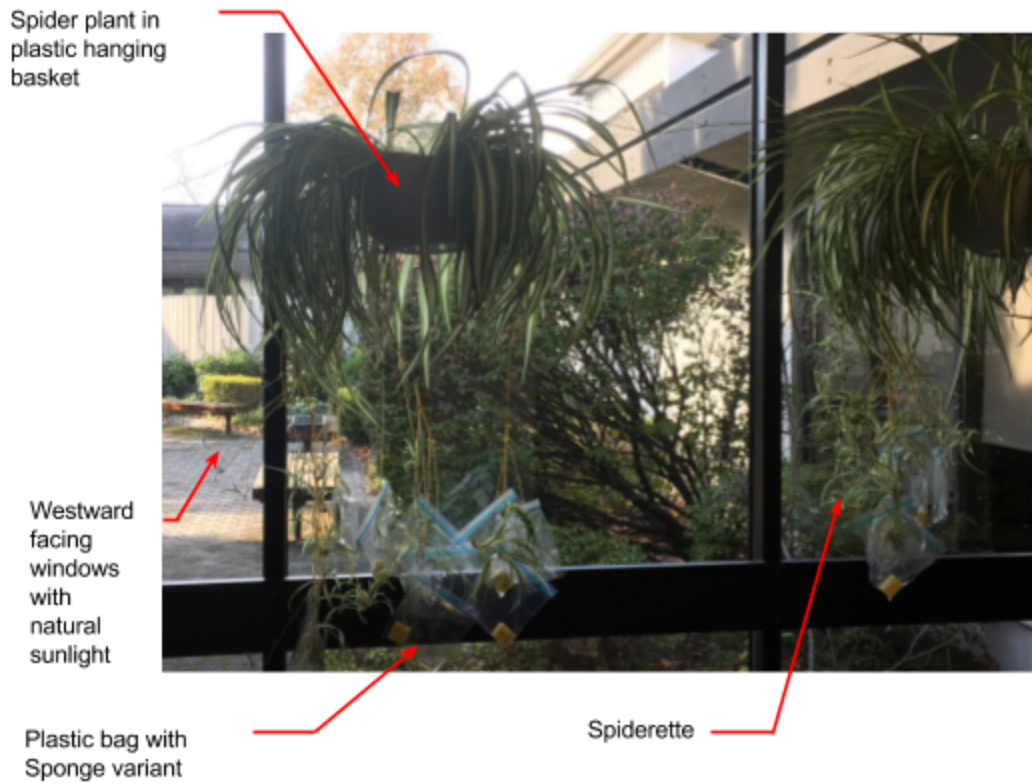 Spider plant in
plastic hanging
basket
Westward
facing
windows
with
natural
sunlight
Plastic bag with
Sponge variant
Spiderette